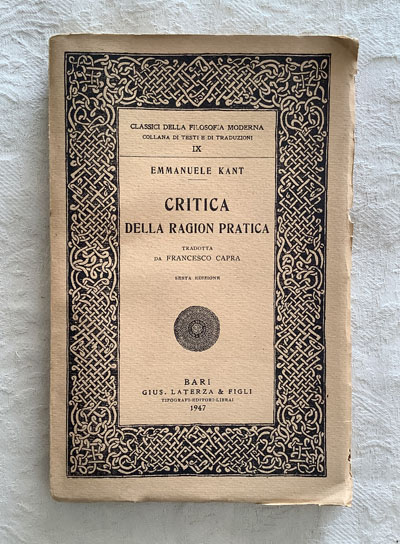 CLASSICI DELLA FILOSOFIA MODERNA
COLLANA DI TESTI E DI TRADUZIONI
IX
EMMANUELE KANT
CRITICA
DELLA RAGION PRATICA
TRADOTTA
DA FRANCESCO CAPRA
SESTA EDIZIONE
BARI
GIUS. LATERZA & FIGLI
TIPOGRAFI-EDITORI-LIBRAI
1947